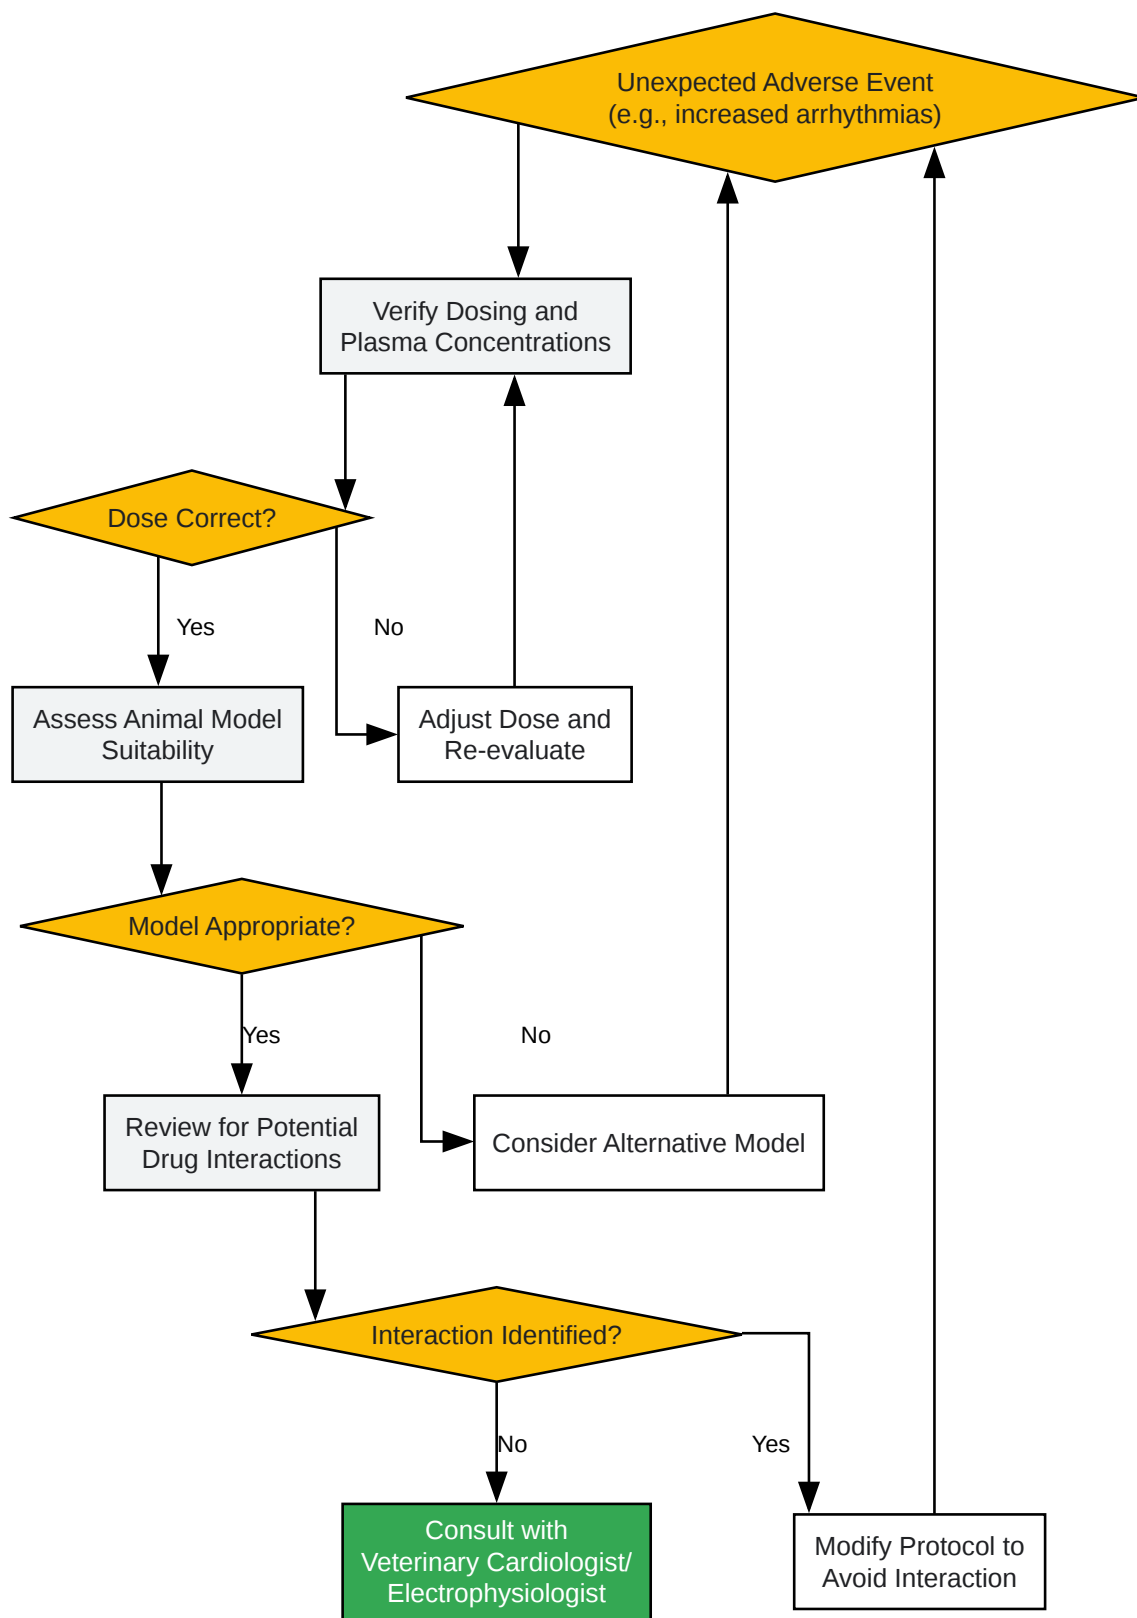 Unexpected Adverse Event
(e.g., increased arrhythmias)
Verify Dosing and
Plasma Concentrations
Dose Correct?
Yes
No
Assess Animal Model
Suitability
Adjust Dose and
Re-evaluate
Model Appropriate?
Yes
No
Review for Potential
Drug Interactions
Consider Alternative Model
Interaction Identified?
No
Yes
Consult with
Veterinary Cardiologist/
Electrophysiologist
Modify Protocol to
Avoid Interaction